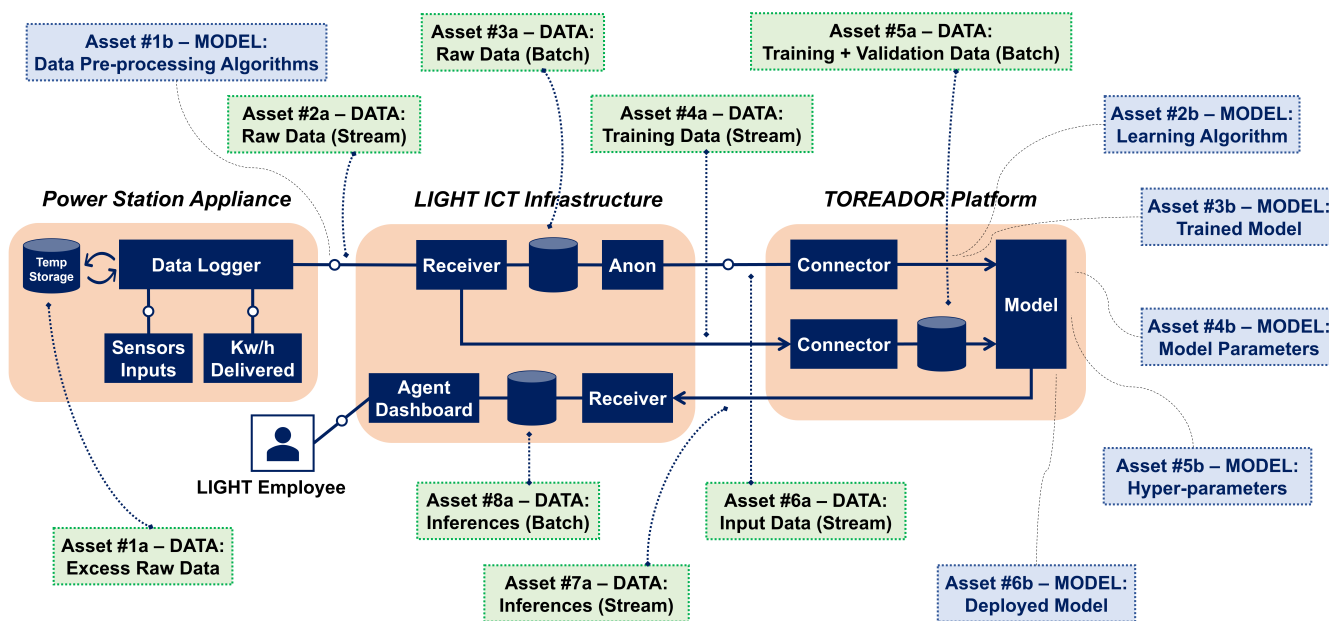 Asset #1b – MODEL:
Data Pre-processing Algorithms
Asset #3a – DATA:
Raw Data (Batch)
Asset #5a – DATA:
Training + Validation Data (Batch)
Asset #2a – DATA:
Raw Data (Stream)
Asset #4a – DATA:
Training Data (Stream)
Asset #2b – MODEL:
Learning Algorithm
Power Station Appliance
LIGHT ICT Infrastructure
TOREADOR Platform
Asset #3b – MODEL:
Trained Model
Temp
Storage
Data Logger
Receiver
Anon
Connector
Model
Sensors
Inputs
Kw/h
Delivered
Connector
Asset #4b – MODEL:
Model Parameters
Agent
Dashboard
Receiver
LIGHT Employee
Asset #5b – MODEL:
Hyper-parameters
Asset #8a – DATA:
Inferences (Batch)
Asset #6a – DATA:
Input Data (Stream)
Asset #1a – DATA:
Excess Raw Data
Asset #7a – DATA:
Inferences (Stream)
Asset #6b – MODEL:
Deployed Model